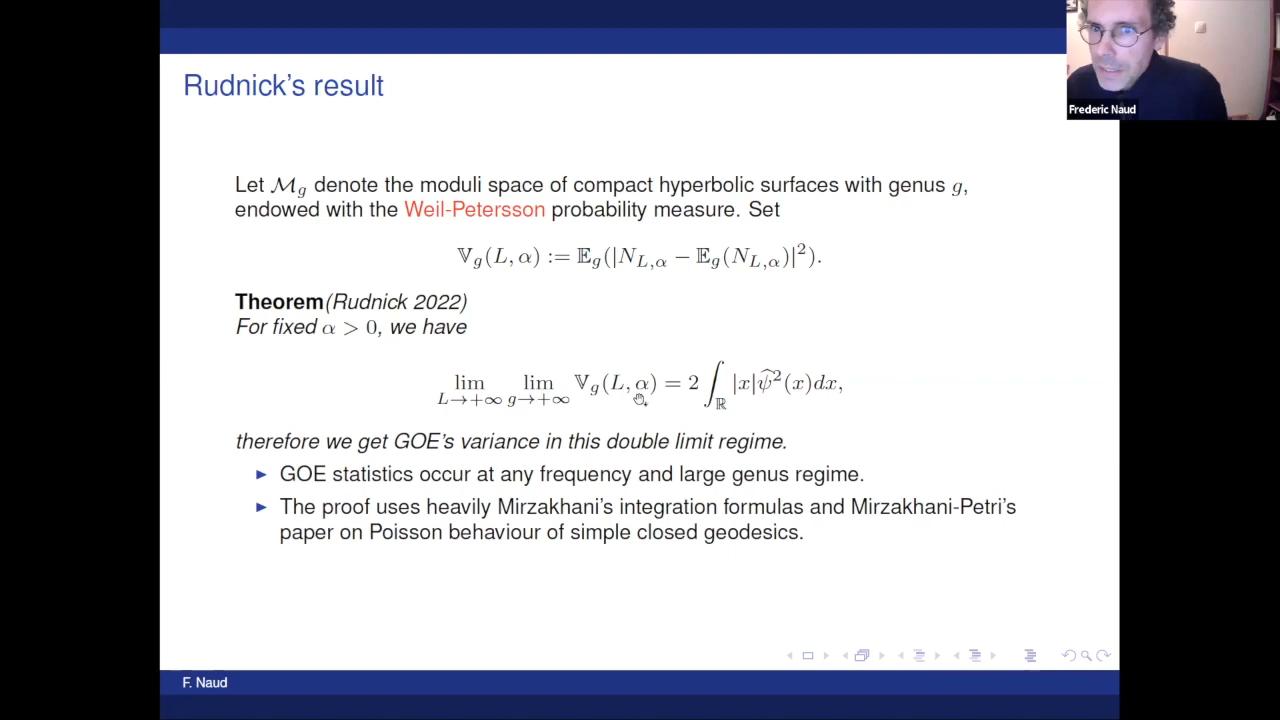 Rudnick's result
Frederic Naud
Let 𝓜_g denote the moduli space of compact hyperbolic surfaces with genus g,
endowed with the Weil-Petersson probability measure. Set
𝕍_g(L, α) := 𝔼_g(|N_{L,α} − 𝔼_g(N_{L,α})|²).
Theorem(Rudnick 2022)
For fixed α > 0, we have
lim_{L→+∞} lim_{g→+∞} 𝕍_g(L, α) = 2 ∫_ℝ |x|ψ̂²(x)dx,
therefore we get GOE's variance in this double limit regime.
▶ GOE statistics occur at any frequency and large genus regime.
▶ The proof uses heavily Mirzakhani's integration formulas and Mirzakhani-Petri's
paper on Poisson behaviour of simple closed geodesics.
F. Naud